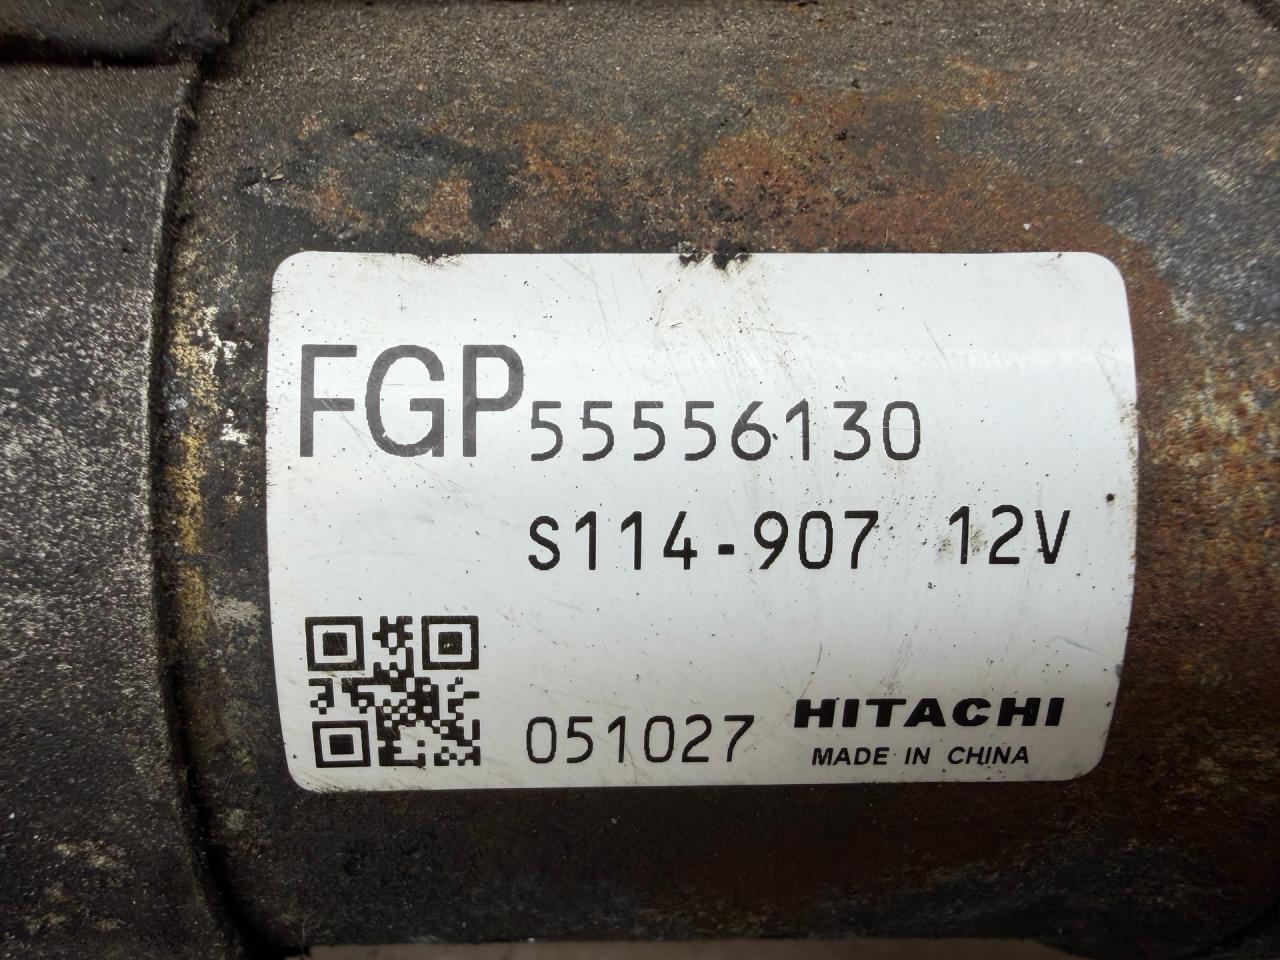 FGP55556130
S114-907 12V
051027 HITACHI
MADE IN CHINA